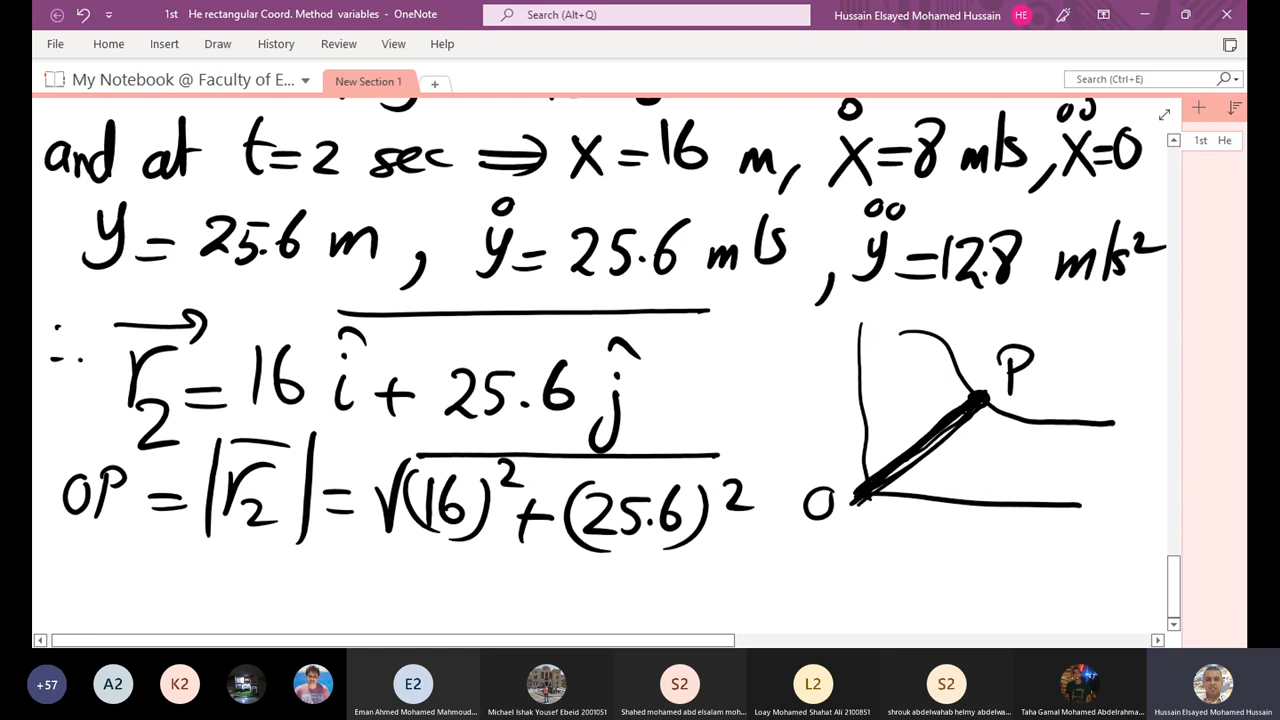 1st He rectangular Coord. Method variables - OneNote
Search (Alt+Q)
Hussain Elsayed Mohamed Hussain HE
File Home Insert Draw History Review View Help
My Notebook @ Faculty of E...
New Section 1
Search (Ctrl+E)
1st He
and at t=2 sec ⟹ x=16 m, ẋ=8 m/s, ẍ=0
y=25.6 m, ẏ=25.6 m/s, ÿ=12.8 m/s²
∴ r⃗₂ = 16 î + 25.6 ĵ
P
OP = |r̅₂| = √(16)² + (25.6)²
O
+57
A2
K2
E2
S2
L2
S2
Eman Ahmed Mohamed Mahmoud...
Michael Ishak Yousef Ebeid 2001051
Shahed mohamed abd elsalam moh...
Loay Mohamed Shahat Ali 2100851
shrouk abdelwahab helmy abdelwa...
Taha Gamal Mohamed Abdelrahma...
Hussain Elsayed Mohamed Hussain